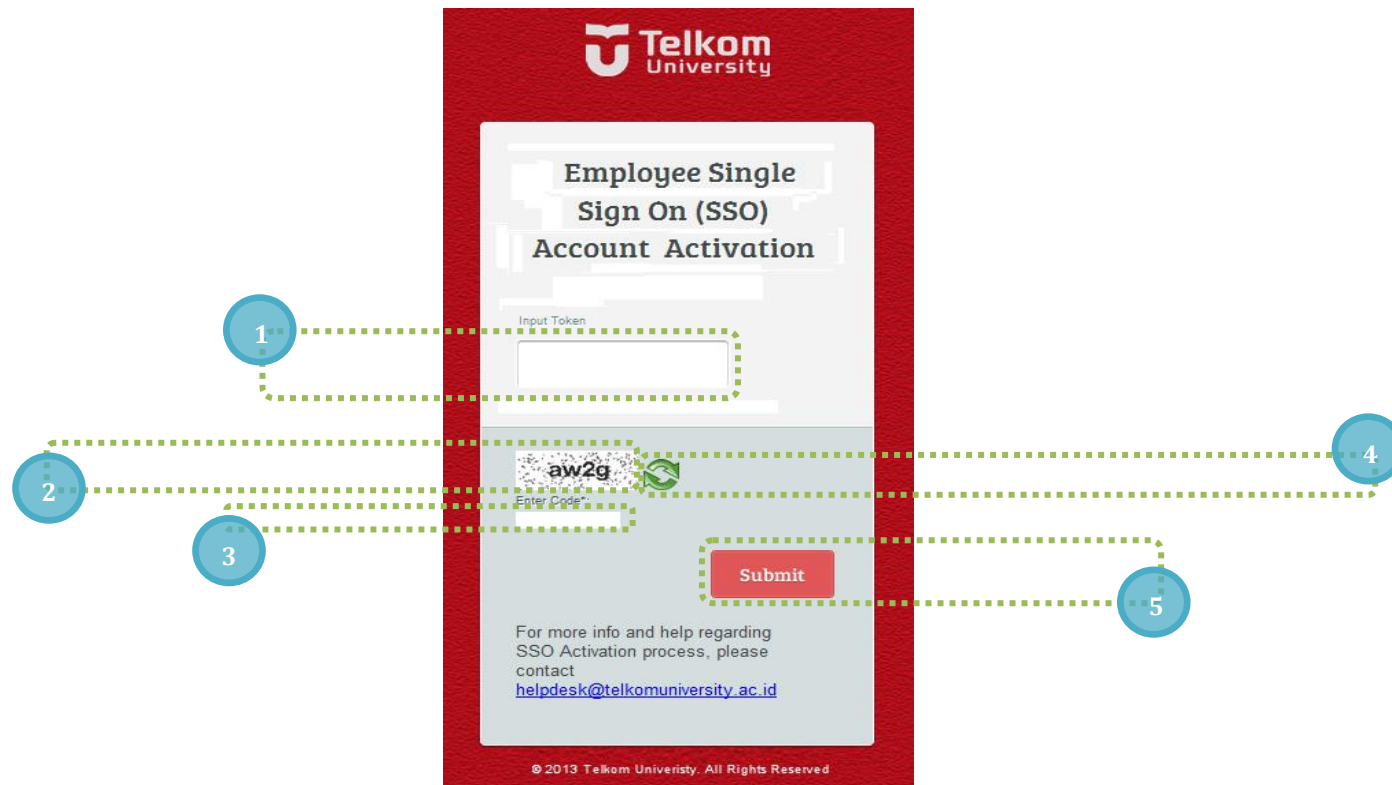 Telkom
University
Employee Single
Sign On (SSO)
Account Activation
Input Token
1
aw2g
4
2
Enter Code*:
3
Submit
5
For more info and help regarding
SSO Activation process, please
contact
helpdesk@telkomuniversity.ac.id
© 2013 Telkom Univeristy. All Rights Reserved